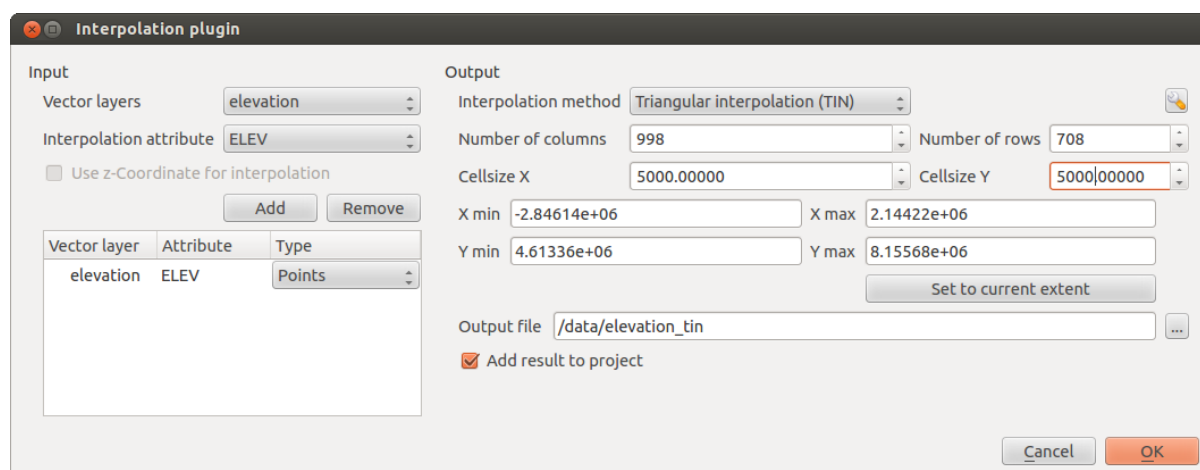 Interpolation plugin
Input
Vector layers elevation
Interpolation attribute ELEV
Use z-Coordinate for interpolation
Add Remove
Vector layer Attribute Type
elevation ELEV Points
Output
Interpolation method Triangular interpolation (TIN)
Number of columns 998 Number of rows 708
Cellsize X 5000.00000 Cellsize Y 5000.00000
X min -2.84614e+06 X max 2.14422e+06
Y min 4.61336e+06 Y max 8.15568e+06
Set to current extent
Output file /data/elevation_tin ...
Add result to project
Cancel OK